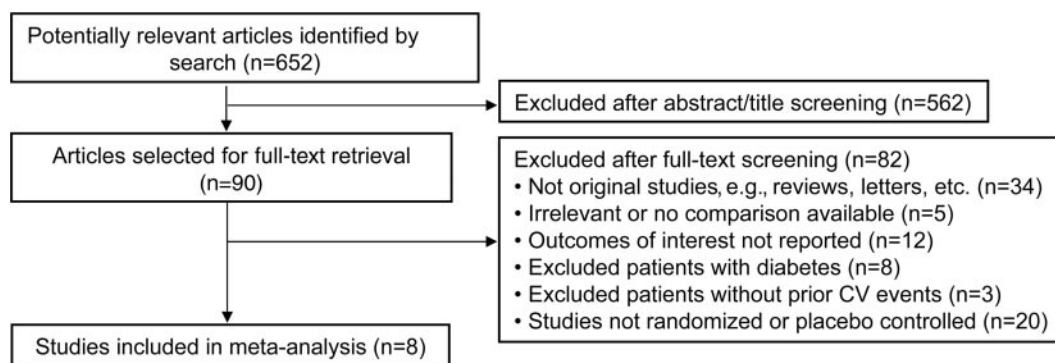 Potentially relevant articles identified by
search (n=652)
Excluded after abstract/title screening (n=562)
Articles selected for full-text retrieval
(n=90)
Excluded after full-text screening (n=82)
• Not original studies, e.g., reviews, letters, etc. (n=34)
• Irrelevant or no comparison available (n=5)
• Outcomes of interest not reported (n=12)
• Excluded patients with diabetes (n=8)
• Excluded patients without prior CV events (n=3)
• Studies not randomized or placebo controlled (n=20)
Studies included in meta-analysis (n=8)